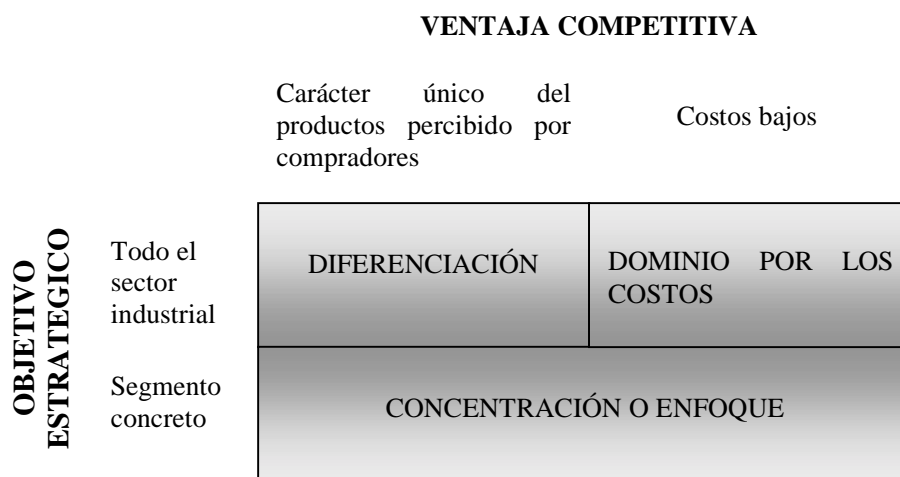 VENTAJA COMPETITIVA
Carácter único del
productos percibido por
compradores
Costos bajos
OBJETIVO
ESTRATEGICO
Todo el
sector
industrial
DIFERENCIACIÓN
DOMINIO POR LOS
COSTOS
Segmento
concreto
CONCENTRACIÓN O ENFOQUE